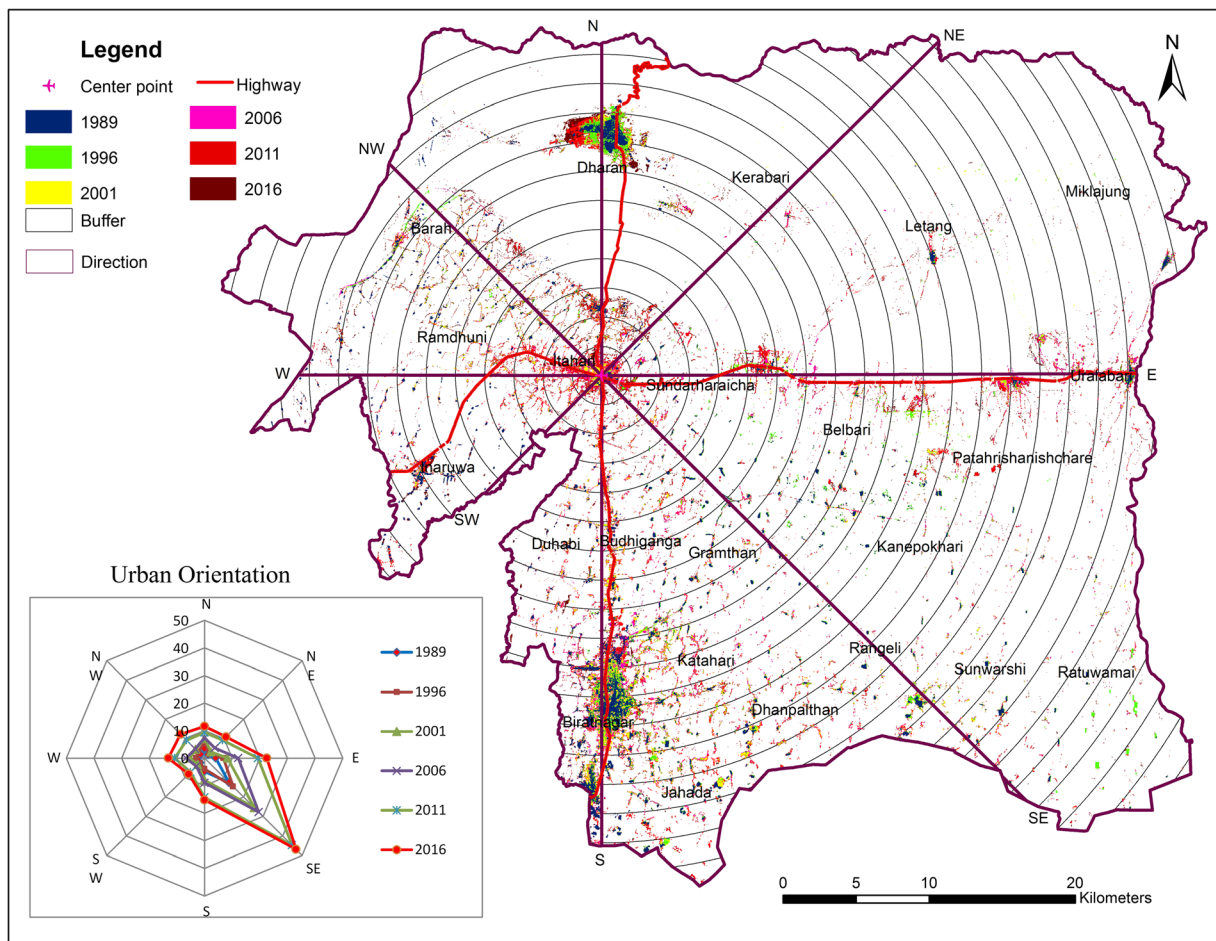 Legend
Center point
Highway
1989
2006
1996
2011
2001
2016
Buffer
Direction
N
NE
N
NW
Dharan
Kerabari
Miklajung
Barah
Letang
Ramdhuni
Itahari
W
Sundarharaicha
Uralabari
E
Belbari
Inaruwa
Patahrishanishchare
SW
Duhabi
Budhiganga
Gramthan
Kanepokhari
Katahari
Rangeli
Sunwarshi
Ratuwamai
Biratnagar
Dhanpalthan
Jahada
S
SE
0 5 10 20
Kilometers
Urban Orientation
N
50
40
30
20
10
0
N
E
E
SE
S
S
W
W
N
W
1989
1996
2001
2006
2011
2016